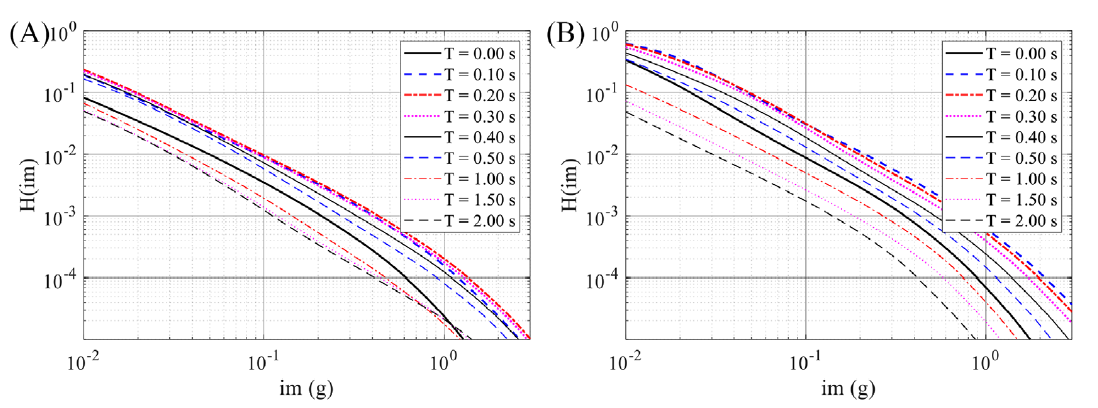 (A)
10^0
10^-1
10^-2
10^-3
10^-4
H(im)
10^-2
10^-1
10^0
im (g)
T = 0.00 s
T = 0.10 s
T = 0.20 s
T = 0.30 s
T = 0.40 s
T = 0.50 s
T = 1.00 s
T = 1.50 s
T = 2.00 s
(B)
10^0
10^-1
10^-2
10^-3
10^-4
H(im)
10^-2
10^-1
10^0
im (g)
T = 0.00 s
T = 0.10 s
T = 0.20 s
T = 0.30 s
T = 0.40 s
T = 0.50 s
T = 1.00 s
T = 1.50 s
T = 2.00 s